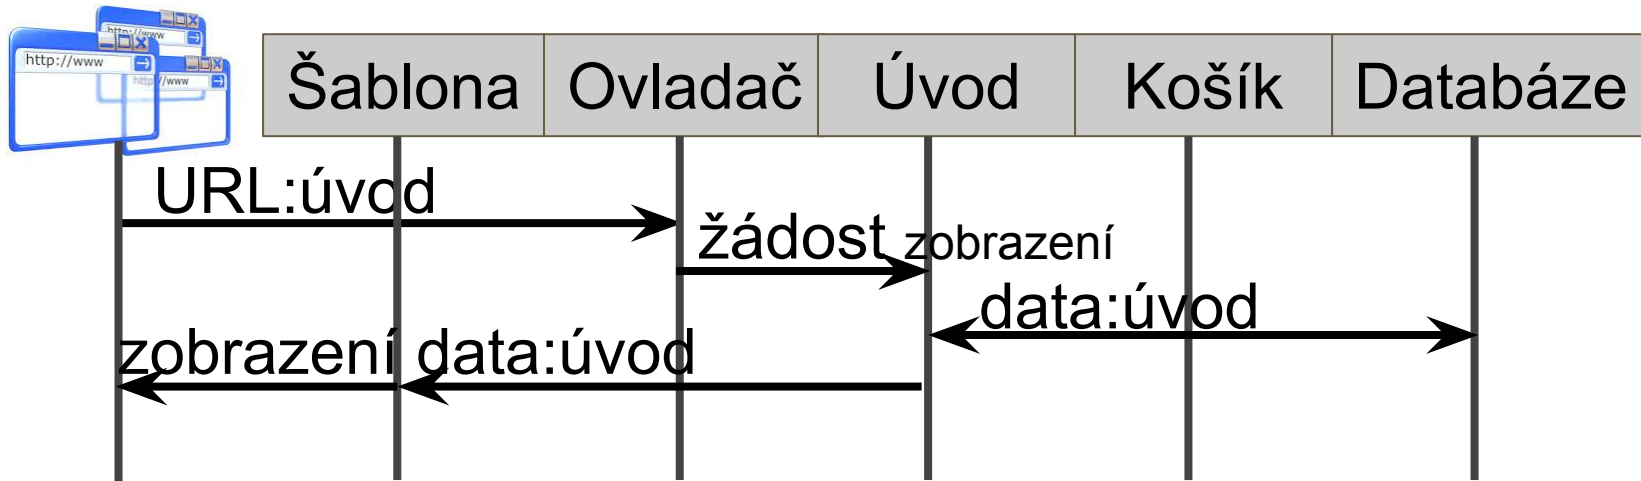 http://www
http://www
http://www
Šablona
Ovladač
Úvod
Košík
Databáze
URL:úvod
žádost zobrazení
data:úvod
zobrazení data:úvod